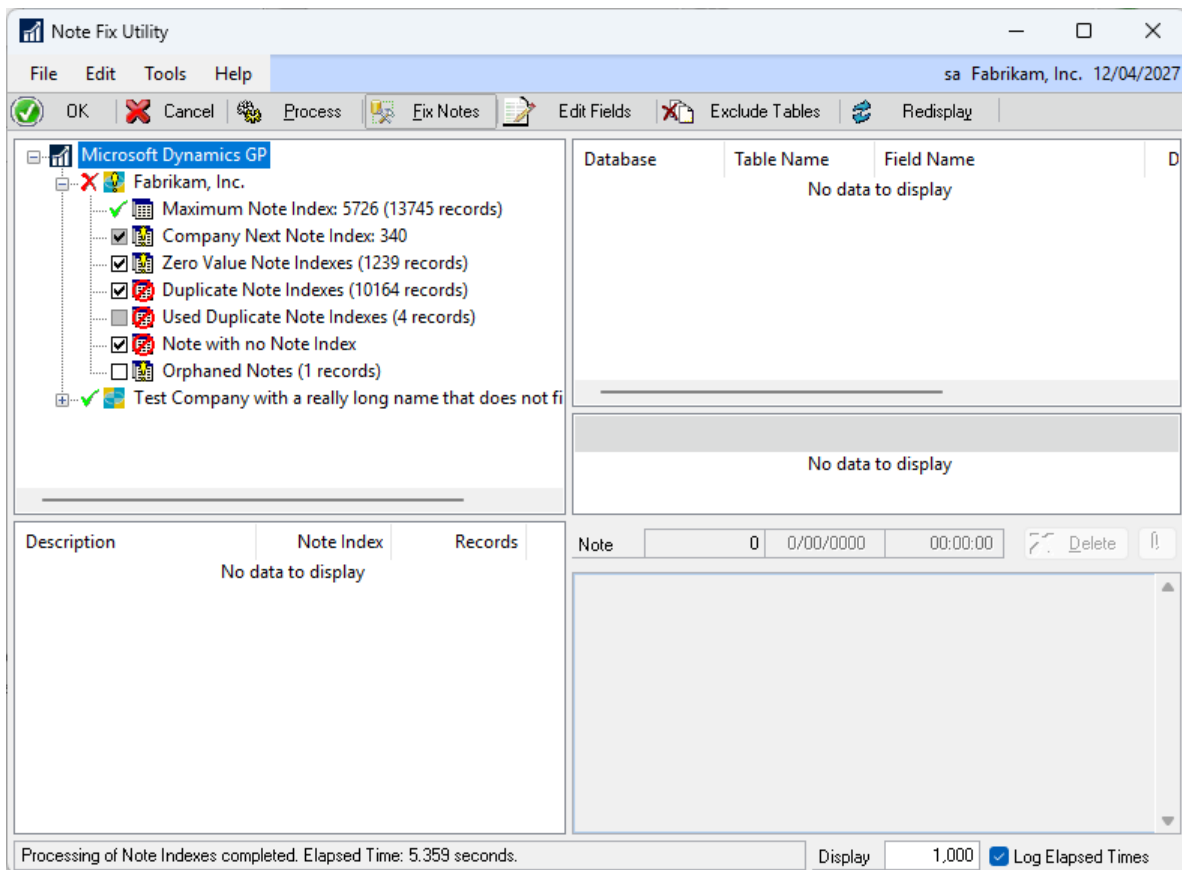 Note Fix Utility
File Edit Tools Help sa Fabrikam, Inc. 12/04/2027
OK Cancel Process Fix Notes Edit Fields Exclude Tables Redisplay
Microsoft Dynamics GP
Fabrikam, Inc.
Maximum Note Index: 5726 (13745 records)
Company Next Note Index: 340
Zero Value Note Indexes (1239 records)
Duplicate Note Indexes (10164 records)
Used Duplicate Note Indexes (4 records)
Note with no Note Index
Orphaned Notes (1 records)
Test Company with a really long name that does not fi
Database Table Name Field Name D
No data to display
No data to display
Description Note Index Records
No data to display
Note 0 0/00/0000 00:00:00 Delete
Processing of Note Indexes completed. Elapsed Time: 5.359 seconds.
Display 1,000 Log Elapsed Times